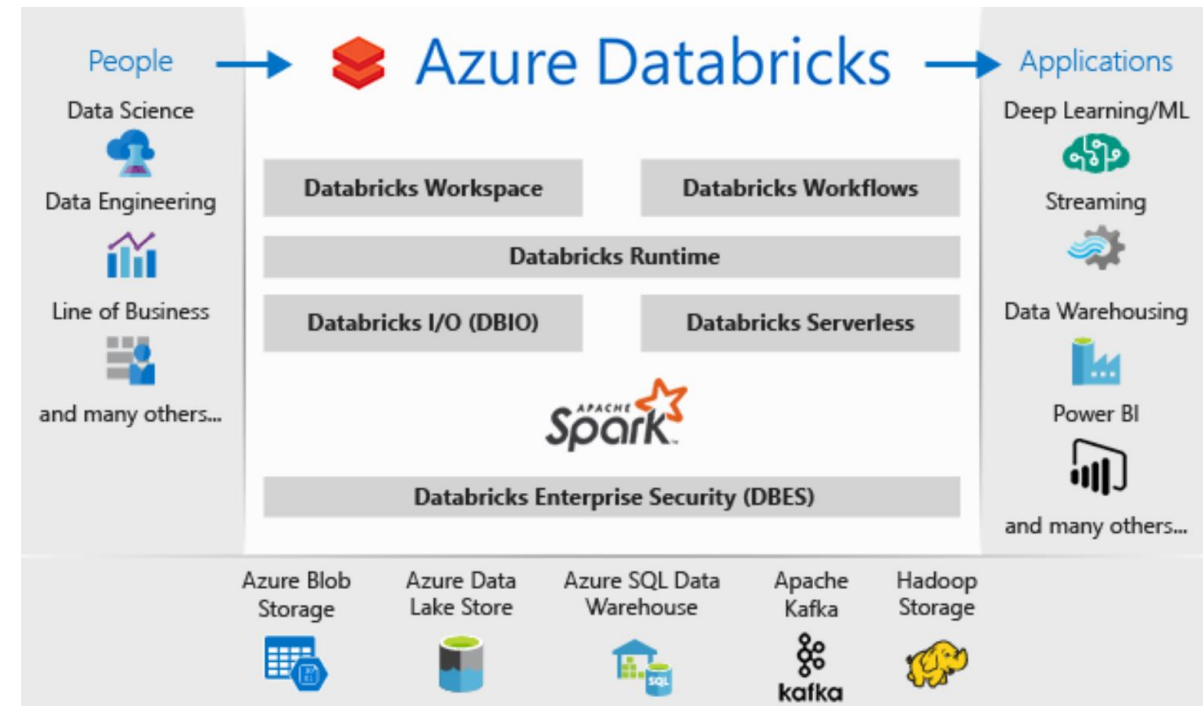 People
Azure Databricks
Applications
Data Science
Data Engineering
Line of Business
and many others...
Databricks Workspace
Databricks Workflows
Databricks Runtime
Databricks I/O (DBIO)
Databricks Serverless
APACHE
Spark™
Databricks Enterprise Security (DBES)
Deep Learning/ML
Streaming
Data Warehousing
Power BI
and many others...
Azure Blob
Storage
Azure Data
Lake Store
Azure SQL Data
Warehouse
SQL
Apache
Kafka
kafka
Hadoop
Storage